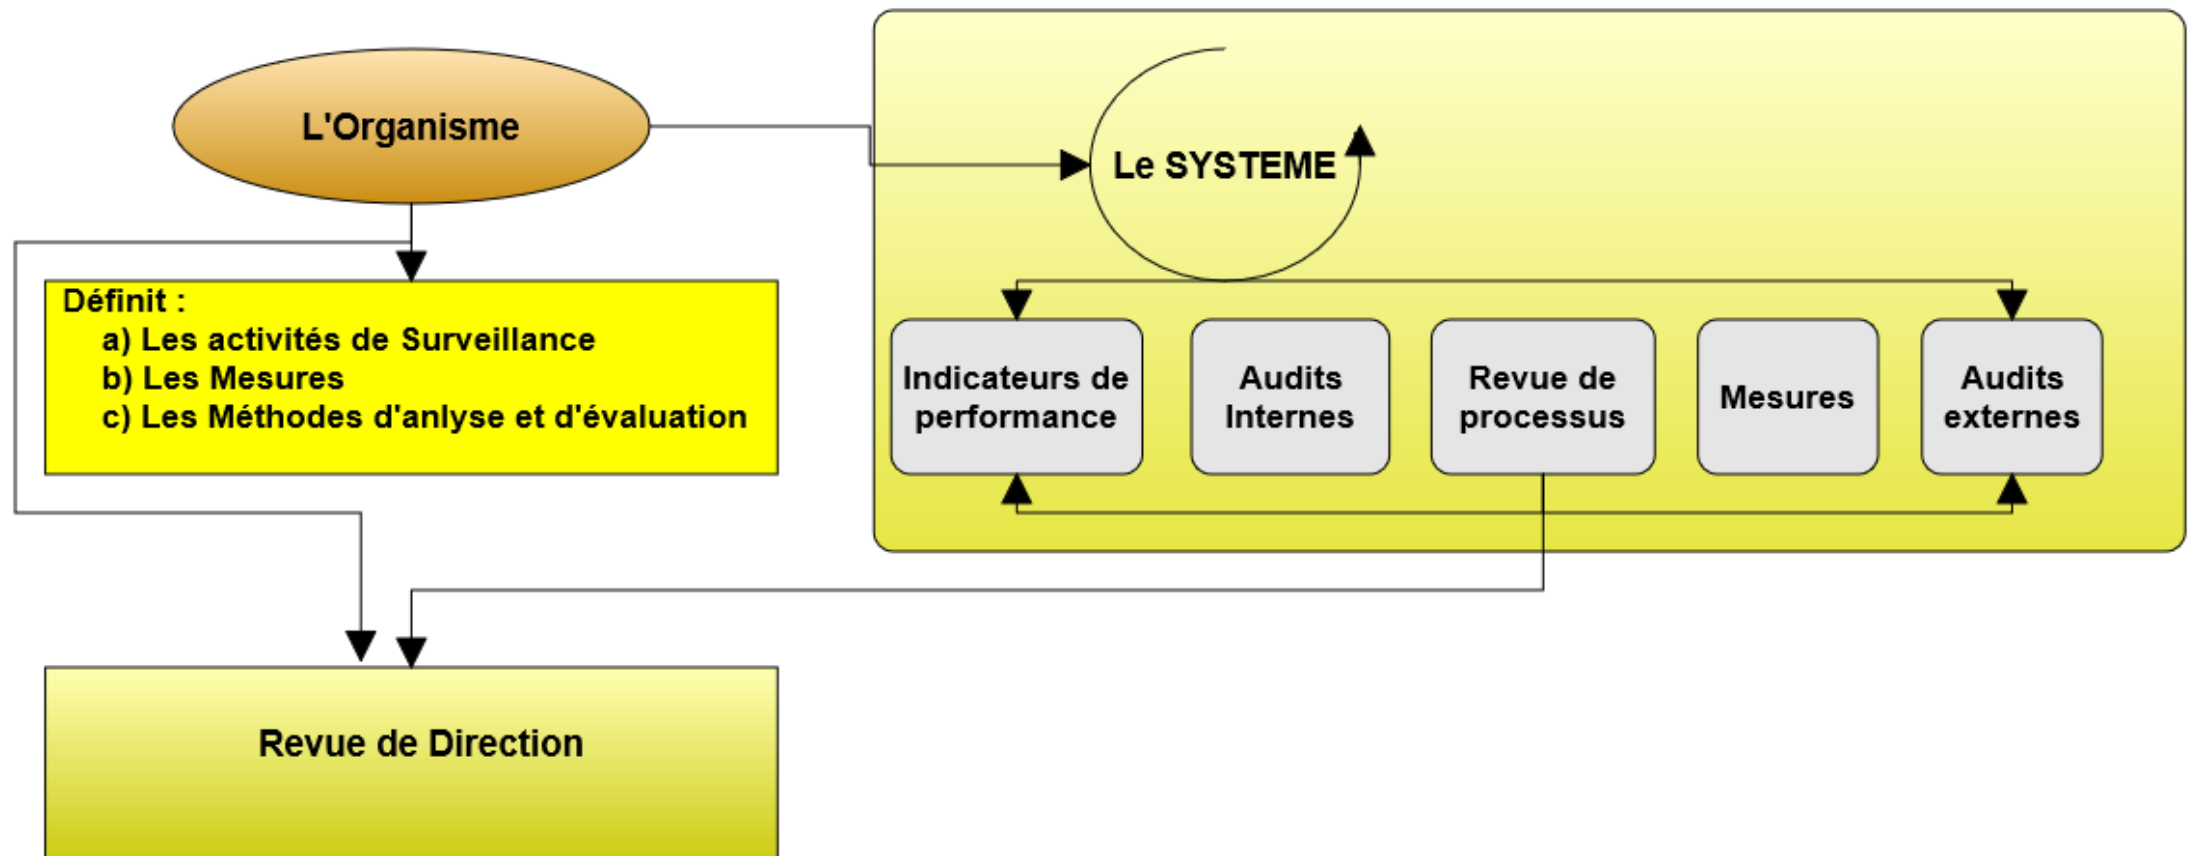 L'Organisme
Le SYSTEME
Définit :
a) Les activités de Surveillance
b) Les Mesures
c) Les Méthodes d'anlyse et d'évaluation
Indicateurs de
performance
Audits
Internes
Revue de
processus
Mesures
Audits
externes
Revue de Direction